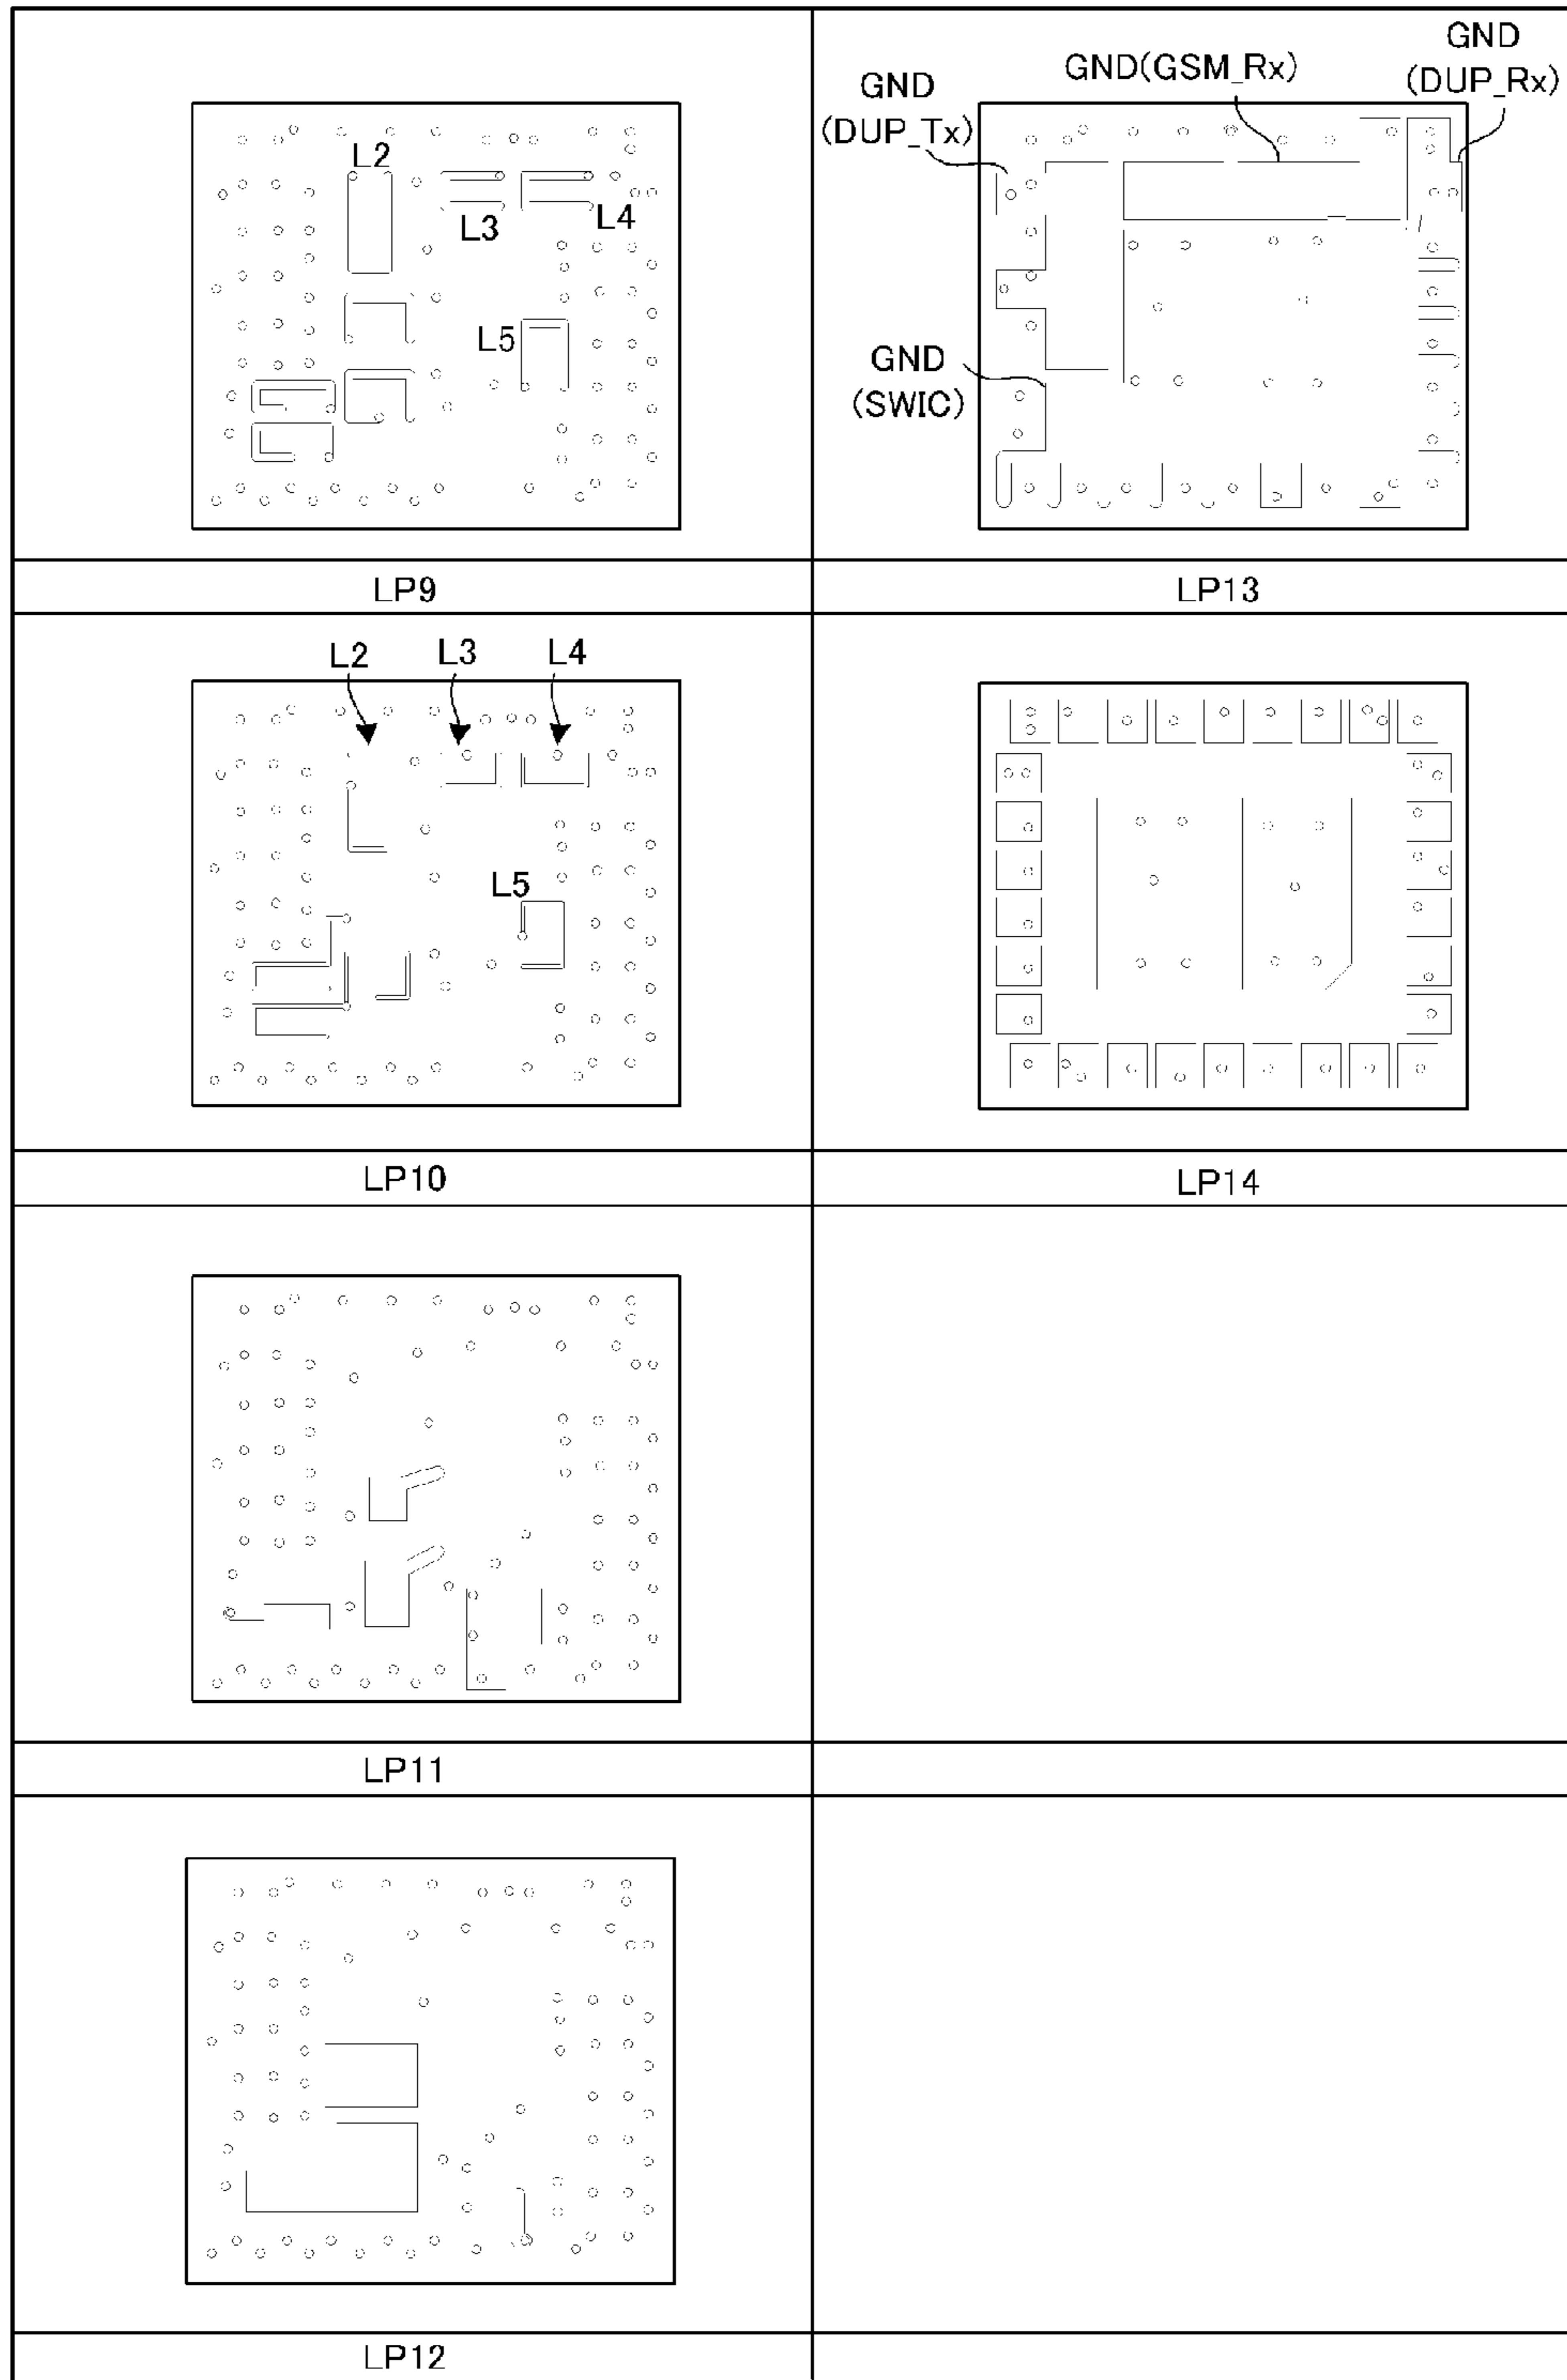 L2
L3
L4
L5
LP9
GND
(DUP_Tx)
GND(GSM_Rx)
GND
(DUP_Rx)
GND
(SWIC)
LP13
L2
L3
L4
L5
LP10
LP14
LP11
LP12